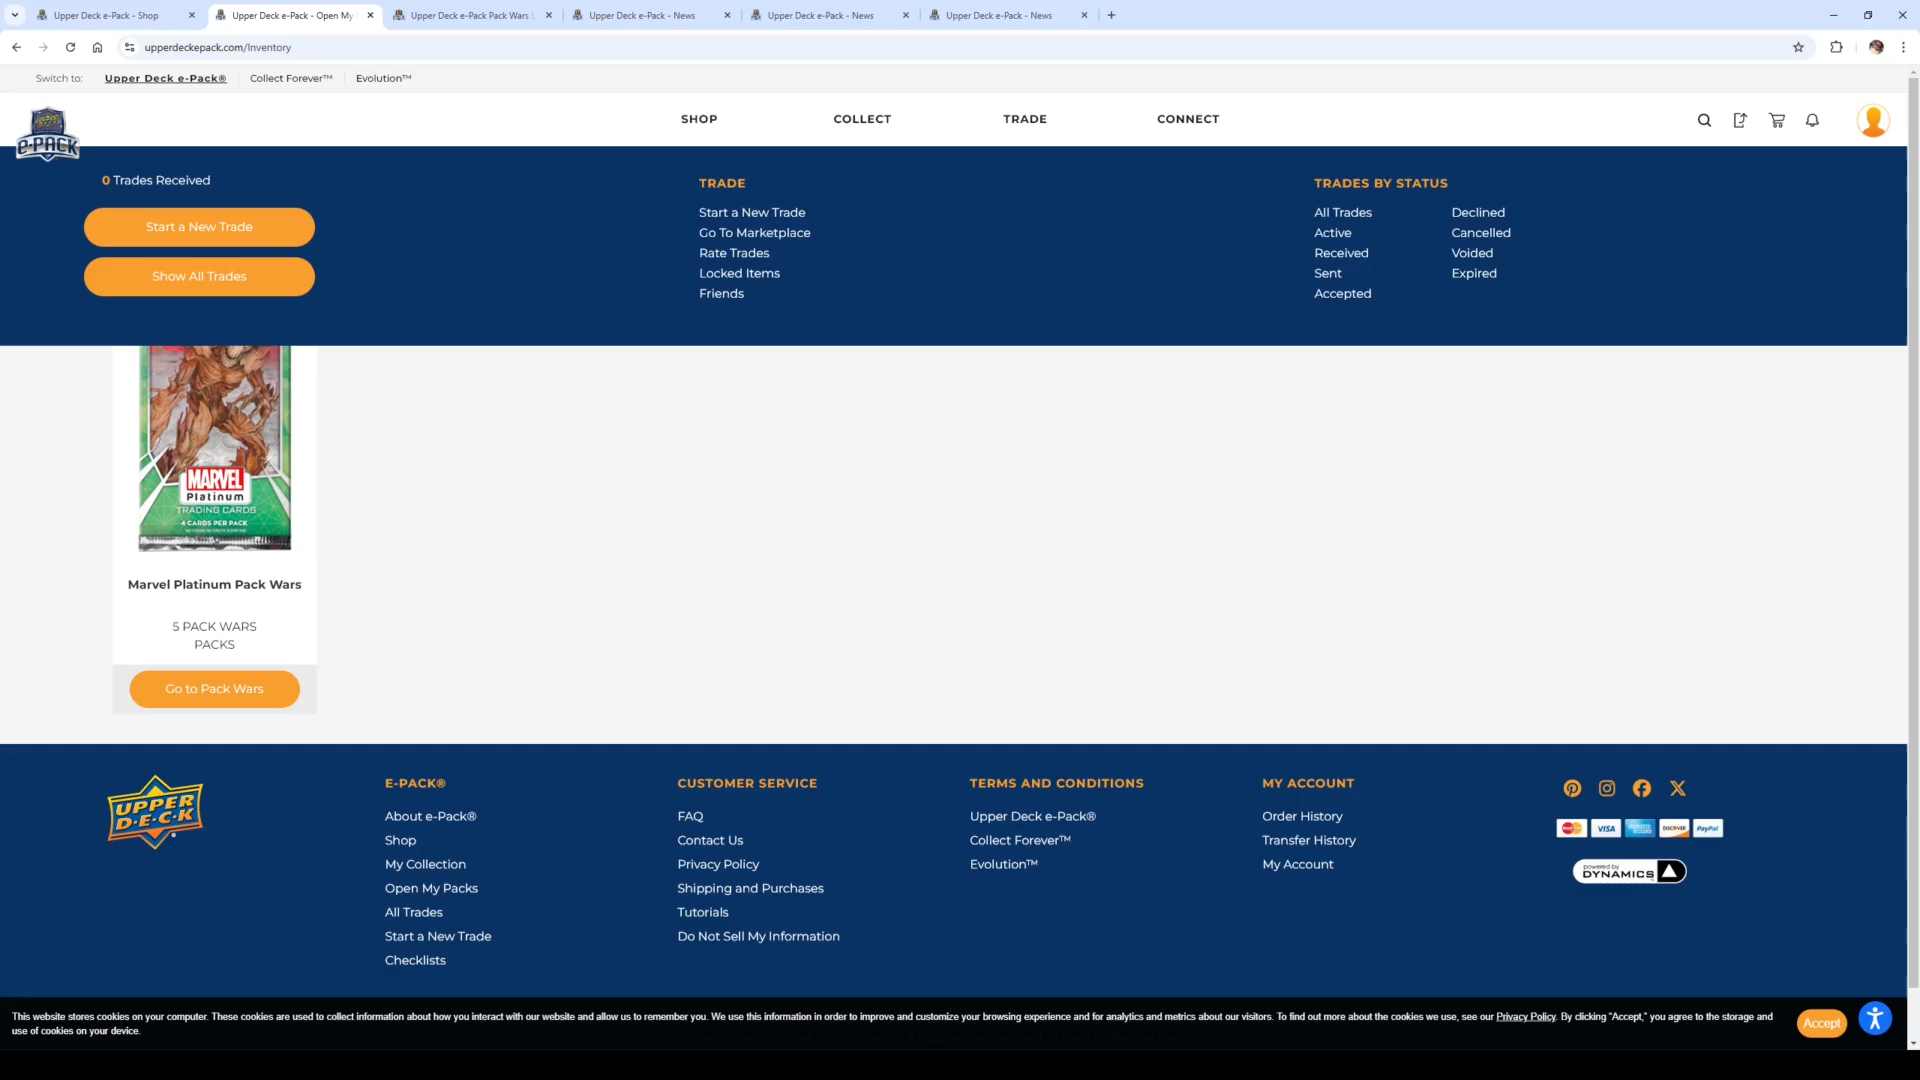 Upper Deck e-Pack - Shop
Upper Deck e-Pack - Open My
Upper Deck e-Pack Pack Wars L
Upper Deck e-Pack - News
Upper Deck e-Pack - News
Upper Deck e-Pack - News
upperdeckepack.com/Inventory
Switch to: Upper Deck e-Pack® Collect Forever™ Evolution™
e-PACK
SHOP COLLECT TRADE CONNECT
0 Trades Received
Start a New Trade
Show All Trades
TRADE
Start a New Trade
Go To Marketplace
Rate Trades
Locked Items
Friends
TRADES BY STATUS
All Trades Declined
Active Cancelled
Received Voided
Sent Expired
Accepted
MARVEL
Platinum
TRADING CARDS
4 CARDS PER PACK
Marvel Platinum Pack Wars
5 PACK WARS
PACKS
Go to Pack Wars
UPPER
D·E·C·K
E-PACK®
About e-Pack®
Shop
My Collection
Open My Packs
All Trades
Start a New Trade
Checklists
CUSTOMER SERVICE
FAQ
Contact Us
Privacy Policy
Shipping and Purchases
Tutorials
Do Not Sell My Information
TERMS AND CONDITIONS
Upper Deck e-Pack®
Collect Forever™
Evolution™
MY ACCOUNT
Order History
Transfer History
My Account
VISA DISCOVER PayPal
powered by
DYNAMICS
This website stores cookies on your computer. These cookies are used to collect information about how you interact with our website and allow us to remember you. We use this information in order to improve and customize your browsing experience and for analytics and metrics about our visitors. To find out more about the cookies we use, see our Privacy Policy. By clicking "Accept," you agree to the storage and
use of cookies on your device.
Accept